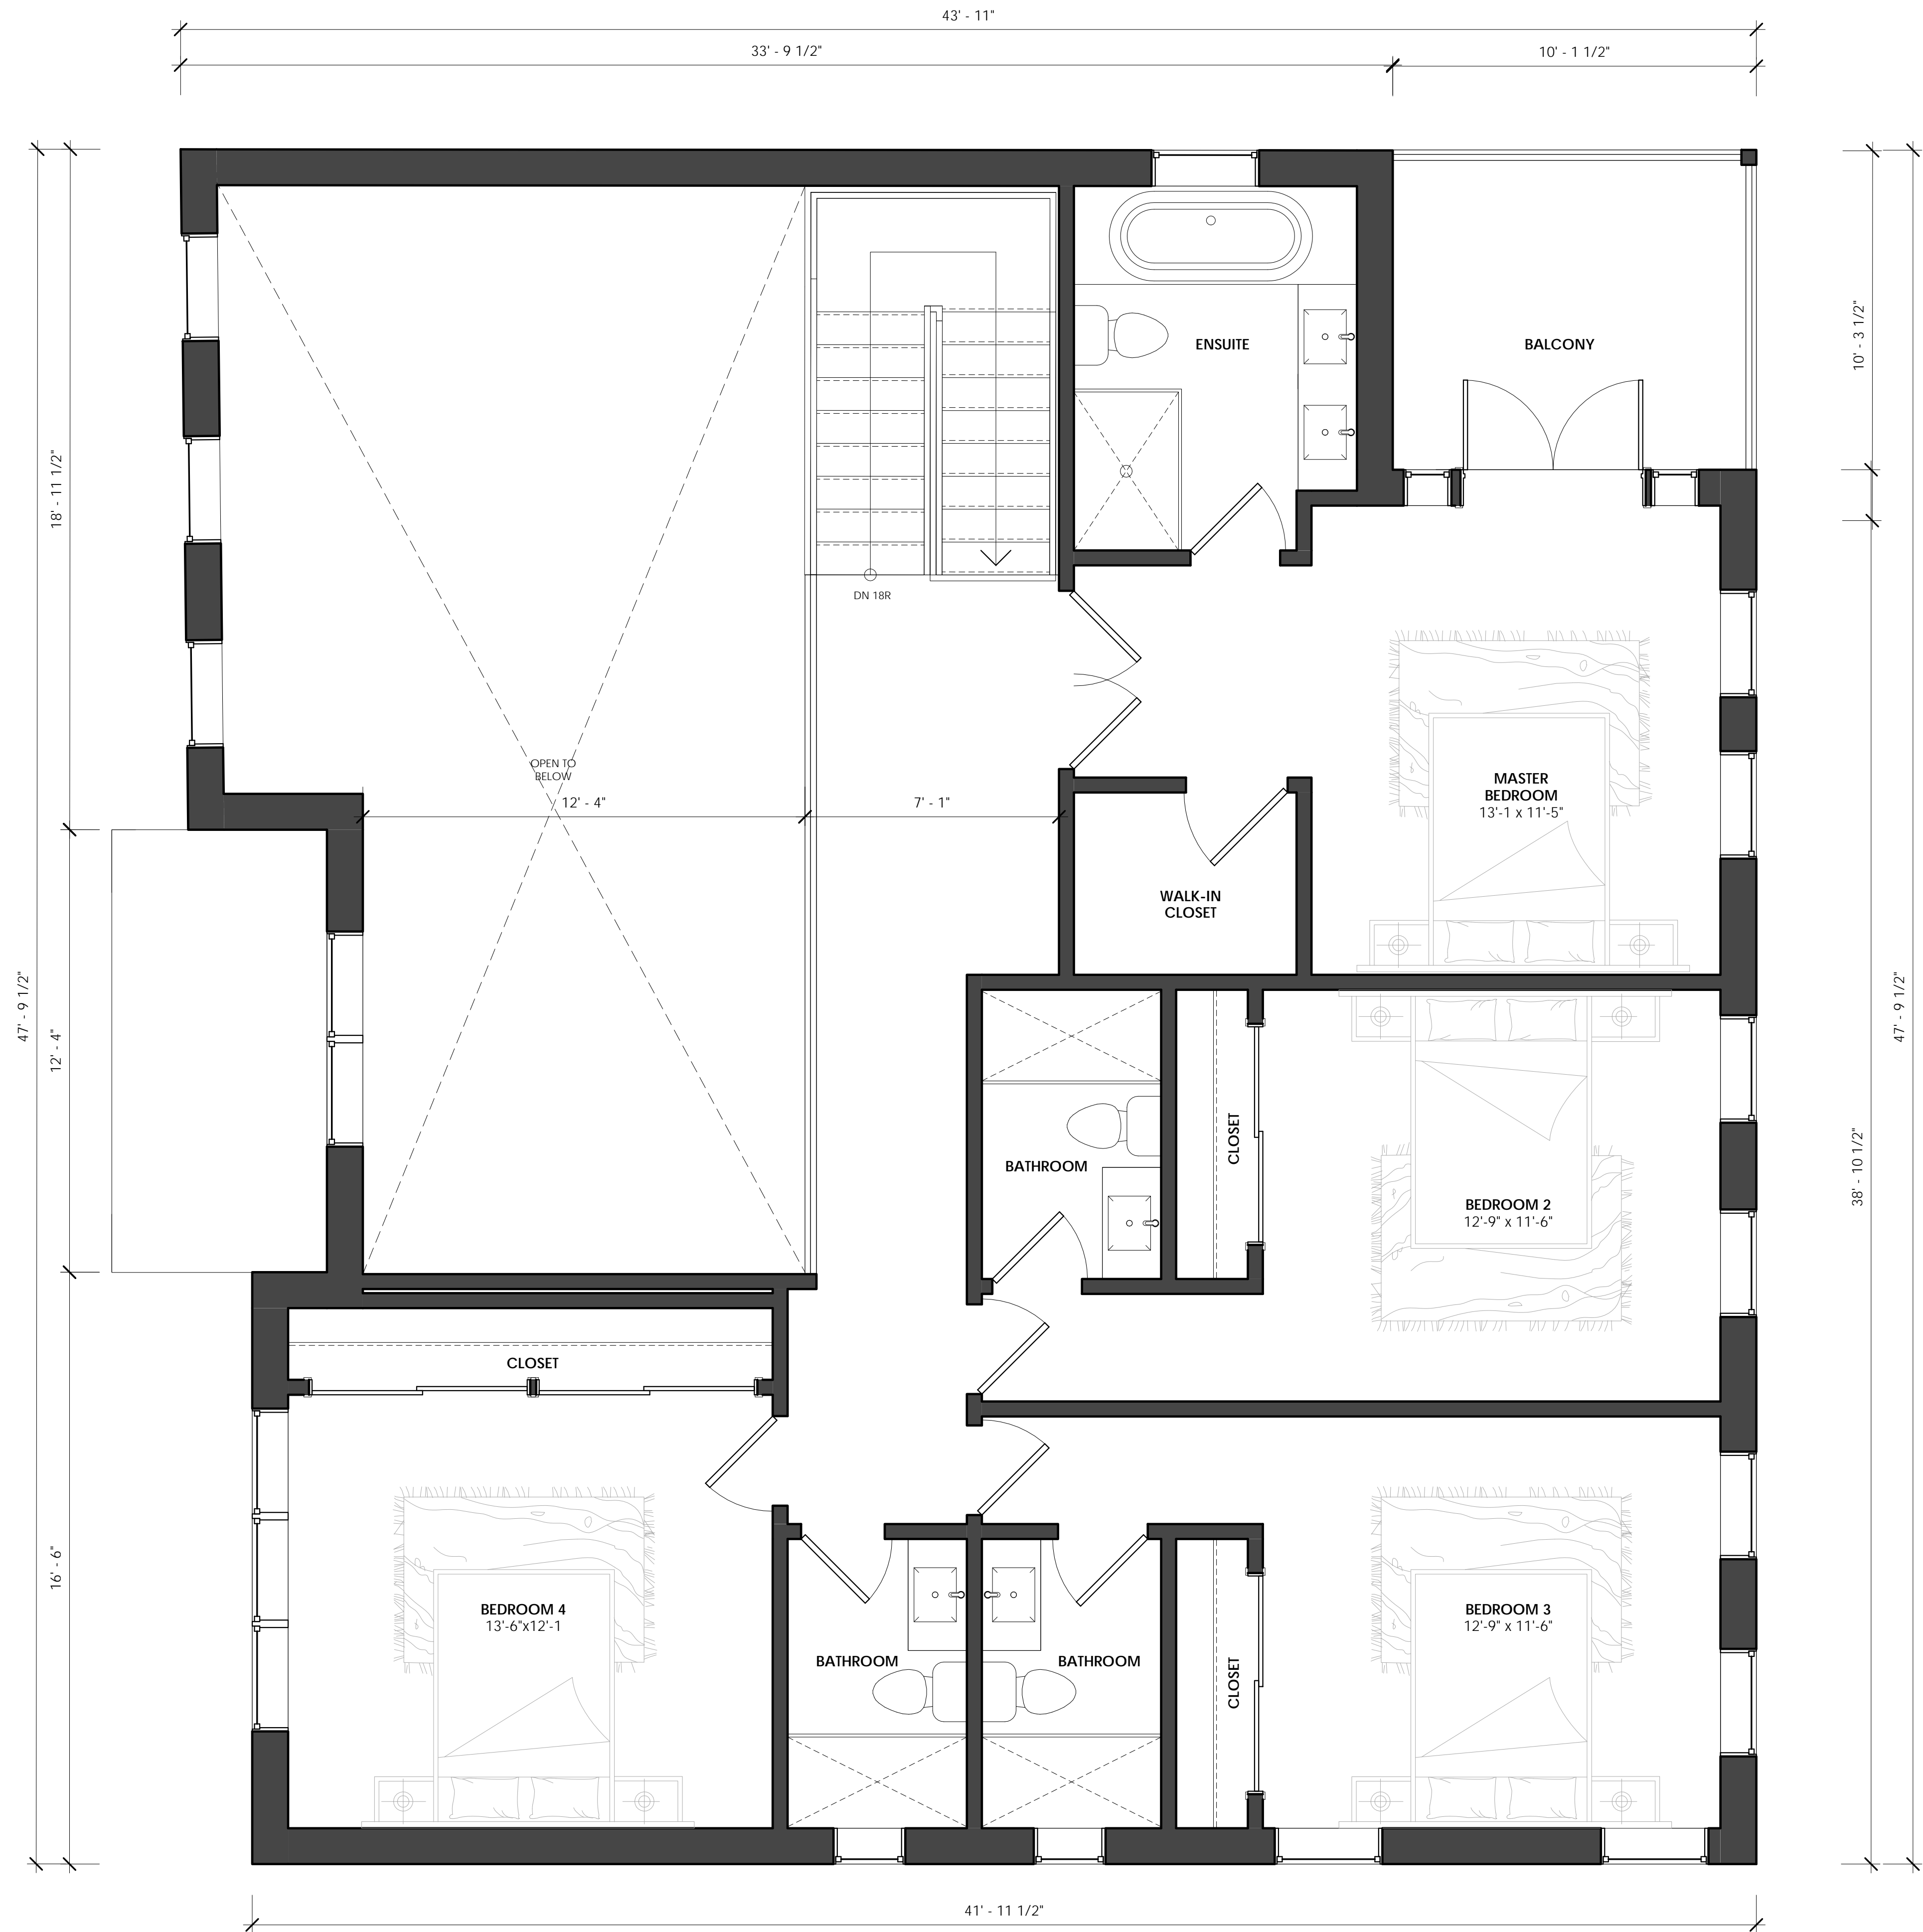 43' - 11"
33' - 9 1/2"
10' - 1 1/2"
ENSUITE
BALCONY
10' - 3 1/2"
18' - 11 1/2"
DN 18R
OPEN TO
BELOW
12' - 4"
7' - 1"
MASTER
BEDROOM
13'-1 x 11'-5"
WALK-IN
CLOSET
47' - 9 1/2"
12' - 4"
47' - 9 1/2"
38' - 10 1/2"
BATHROOM
CLOSET
BEDROOM 2
12'-9" x 11'-6"
CLOSET
16' - 6"
BEDROOM 4
13'-6"x12'-1
BATHROOM
BATHROOM
CLOSET
BEDROOM 3
12'-9" x 11'-6"
41' - 11 1/2"